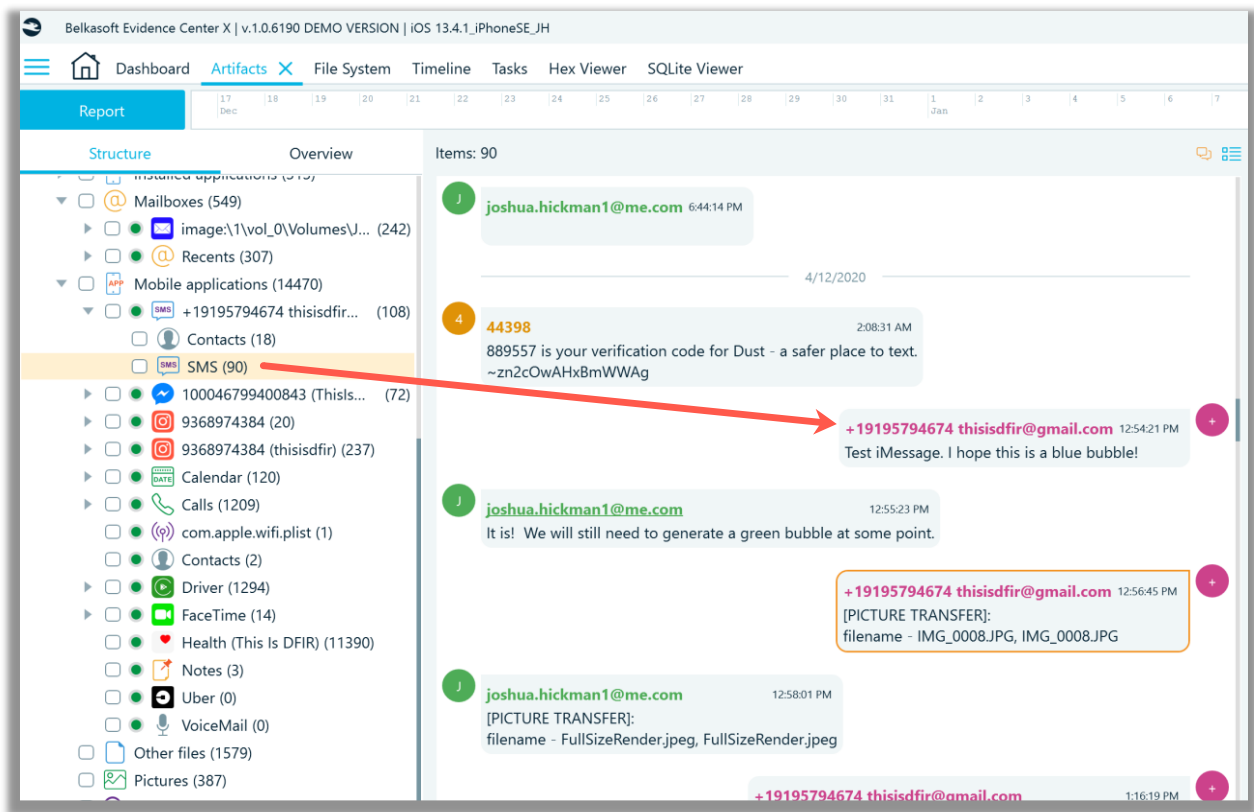 Belkasoft Evidence Center X | v.1.0.6190 DEMO VERSION | iOS 13.4.1_iPhoneSE_JH
Dashboard Artifacts File System Timeline Tasks Hex Viewer SQLite Viewer
Report
17 18 19 20 21 22 23 24 25 26 27 28 29 30 31 1 2 3 4 5 6 7
Dec Jan
Structure Overview
Items: 90
Installed applications
Mailboxes (549)
image:\1\vol_0\Volumes\J... (242)
Recents (307)
APP Mobile applications (14470)
SMS +19195794674 thisisdfir... (108)
Contacts (18)
SMS SMS (90)
100046799400843 (ThisIs... (72)
9368974384 (20)
9368974384 (thisisdfir) (237)
DATE Calendar (120)
Calls (1209)
com.apple.wifi.plist (1)
Contacts (2)
Driver (1294)
FaceTime (14)
Health (This Is DFIR) (11390)
Notes (3)
Uber (0)
VoiceMail (0)
Other files (1579)
Pictures (387)
J
joshua.hickman1@me.com 6:44:14 PM
4/12/2020
4
44398 2:08:31 AM
889557 is your verification code for Dust - a safer place to text.
~zn2cOwAHxBmWWAg
+19195794674 thisisdfir@gmail.com 12:54:21 PM
+
Test iMessage. I hope this is a blue bubble!
J
joshua.hickman1@me.com 12:55:23 PM
It is! We will still need to generate a green bubble at some point.
+19195794674 thisisdfir@gmail.com 12:56:45 PM
+
[PICTURE TRANSFER]:
filename - IMG_0008.JPG, IMG_0008.JPG
J
joshua.hickman1@me.com 12:58:01 PM
[PICTURE TRANSFER]:
filename - FullSizeRender.jpeg, FullSizeRender.jpeg
+19195794674 thisisdfir@gmail.com 1:16:19 PM
+